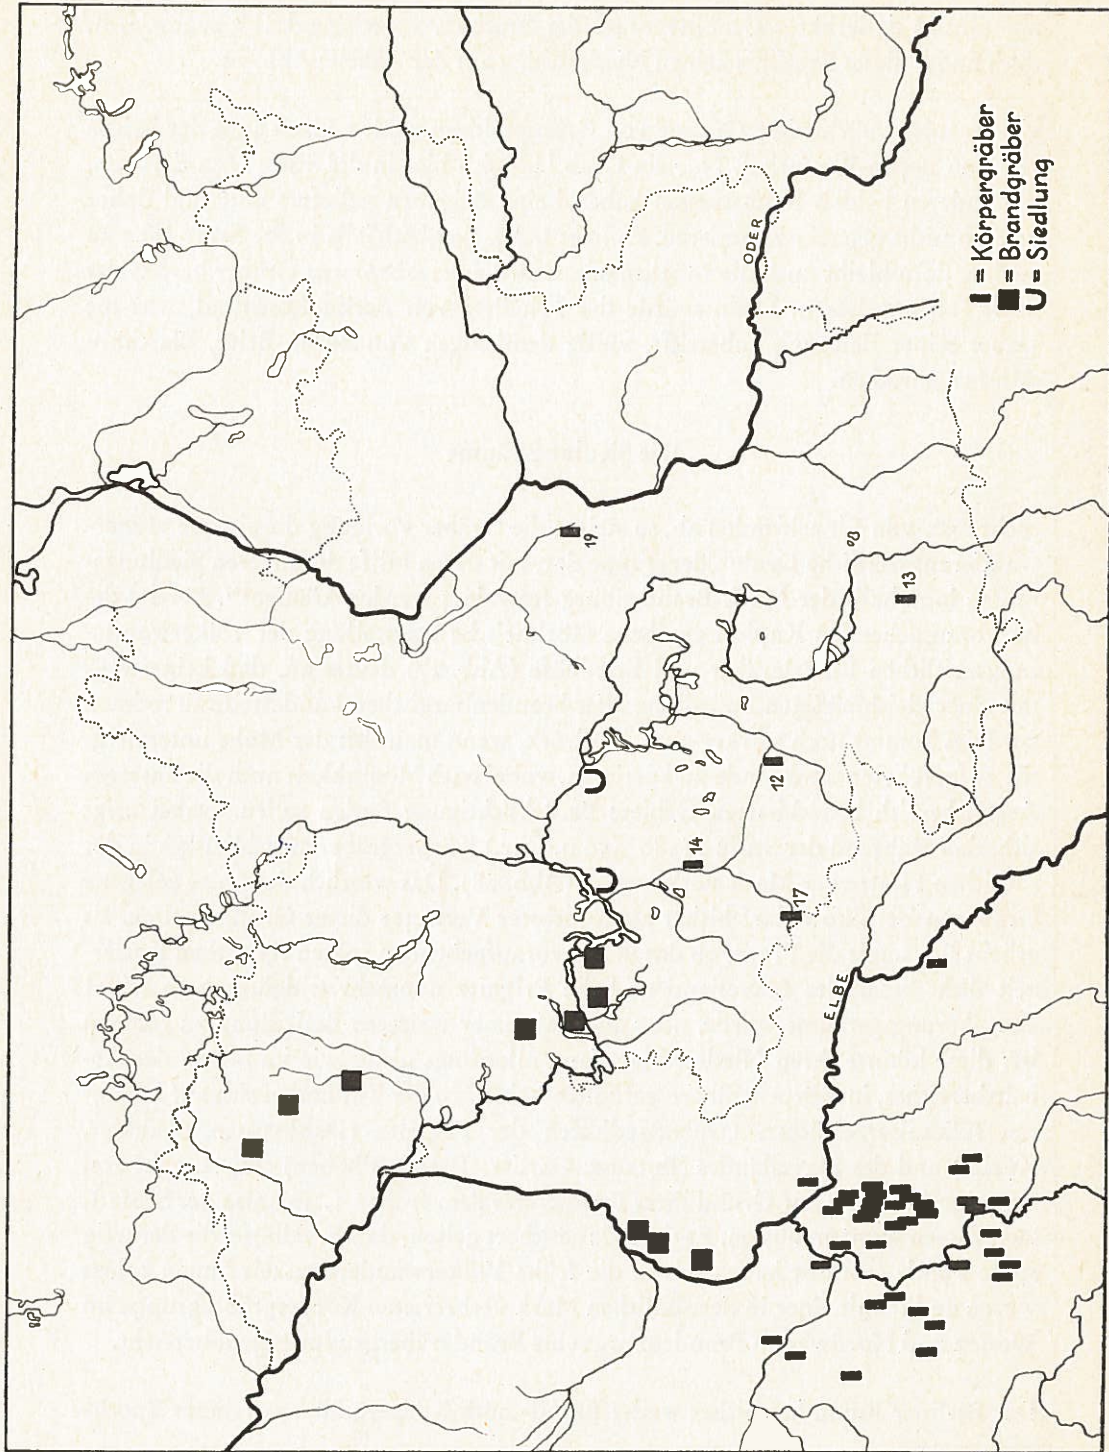 = Körpergräber
= Brandgräber
= Siedlung
ODER
ELBE
19
13
12
14
17